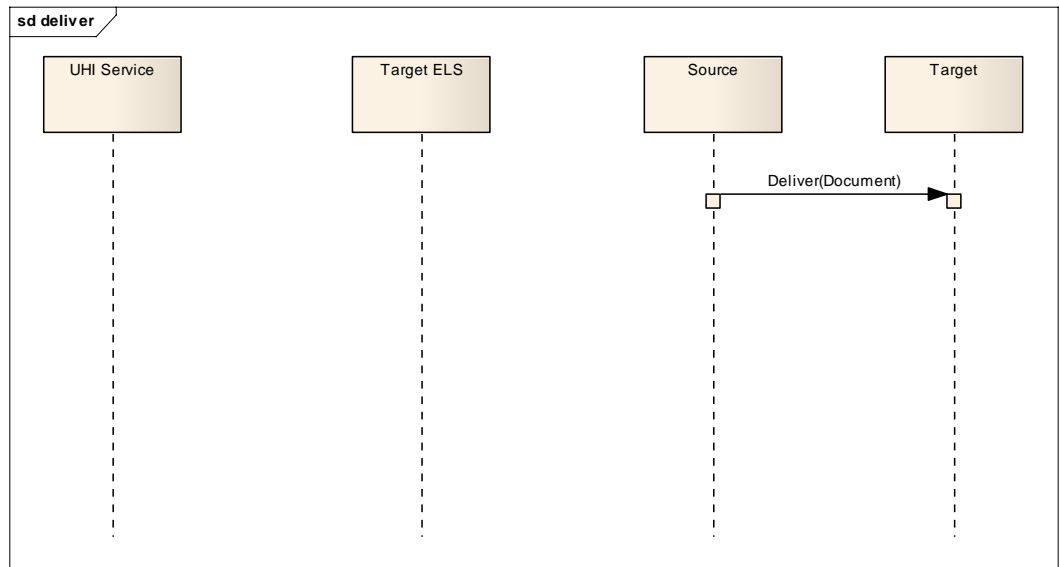 sd deliver
UHI Service
Target ELS
Source
Target
Deliver(Document)